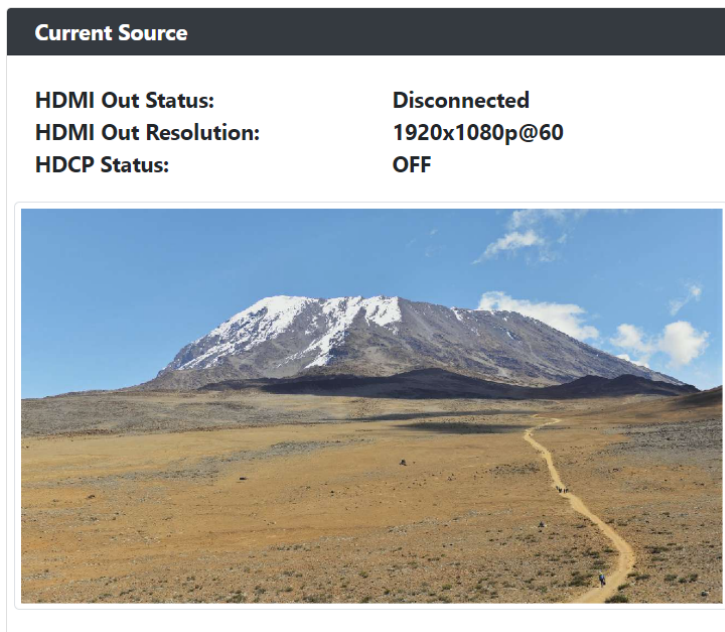 Current Source
HDMI Out Status: Disconnected
HDMI Out Resolution: 1920x1080p@60
HDCP Status: OFF